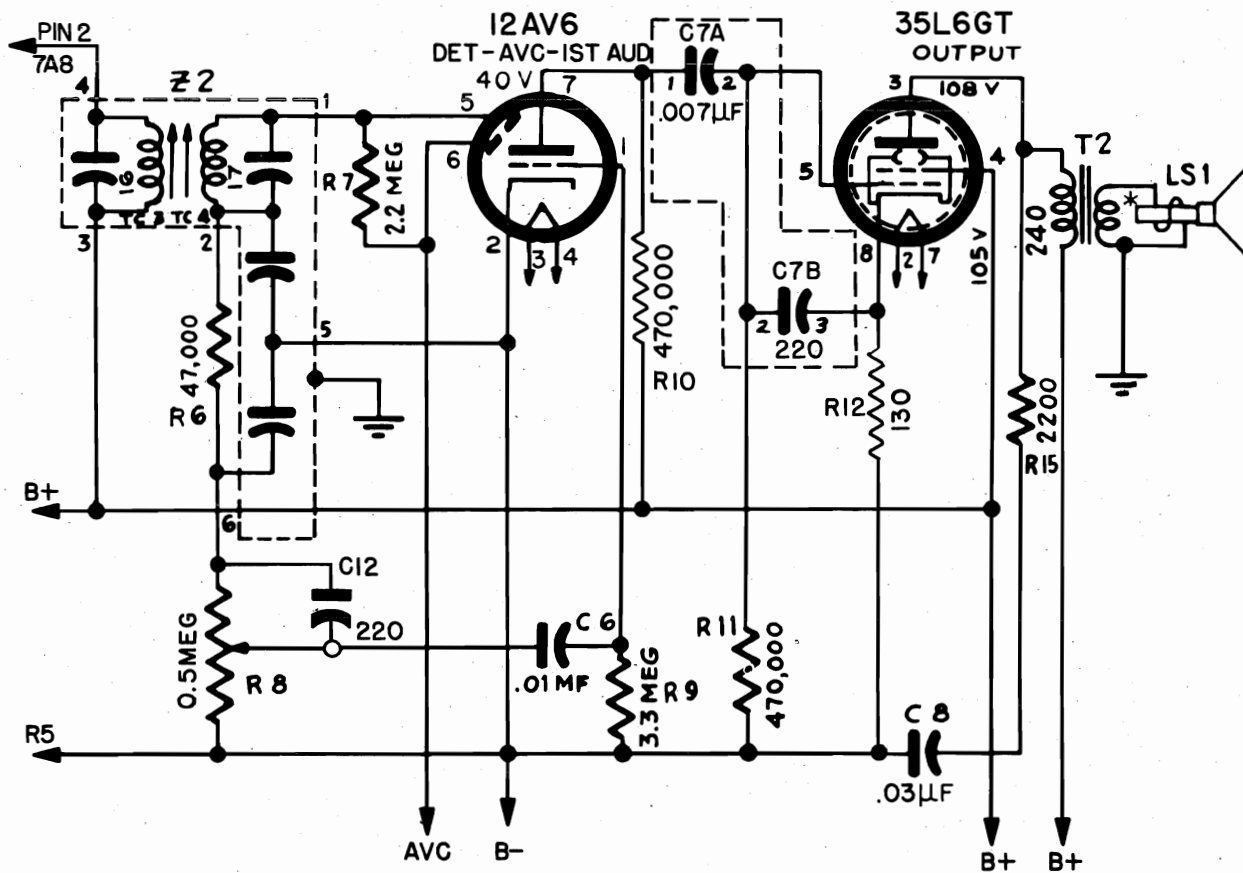 12AV6
DET-AVC-IST AUD
40 V
7
C7A
1
2
.007µF
35L6GT
OUTPUT
3
108 V
PIN 2
7A8
4
Z 2
1
5
6
1
5
4
T2
LS1
*
16
17
TC 3 TC 4
3
2
R7
2.2 MEG
2
3
4
C7B
2
3
220
8
2
7
105 V
240
47,000
R6
5
470,000
R10
R12
130
2200
R15
B+
6
C12
220
0.5MEG
R 8
C 6
.01 MF
3.3 MEG
R 9
R11
470,000
R5
C 8
.03µF
AVC
B-
B+
B+